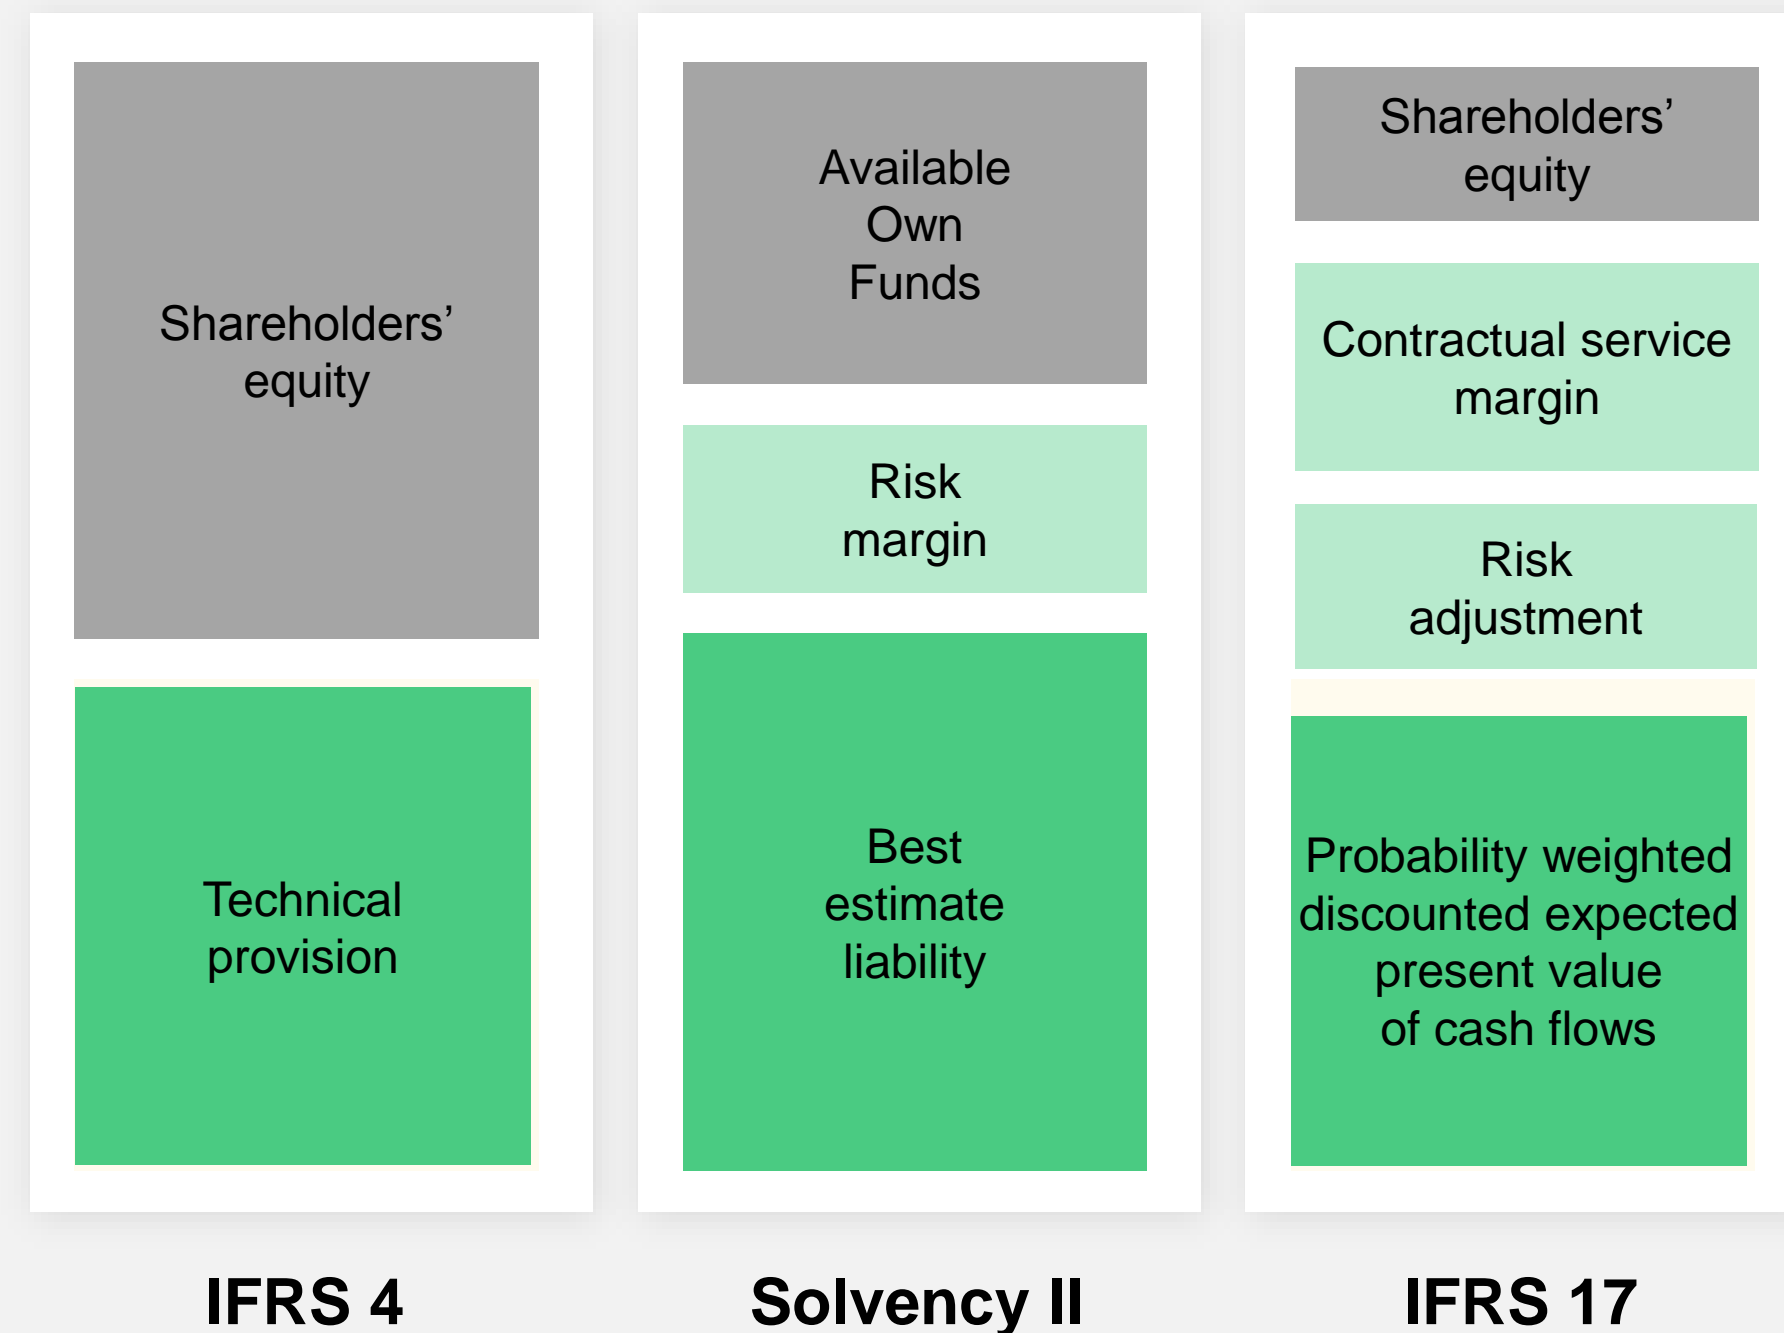 Shareholders’
equity
Technical
provision
IFRS 4
Available
Own
Funds
Risk
margin
Best
estimate
liability
Solvency II
Shareholders’
equity
Contractual service
margin
Risk
adjustment
Probability weighted
discounted expected
present value
of cash flows
IFRS 17